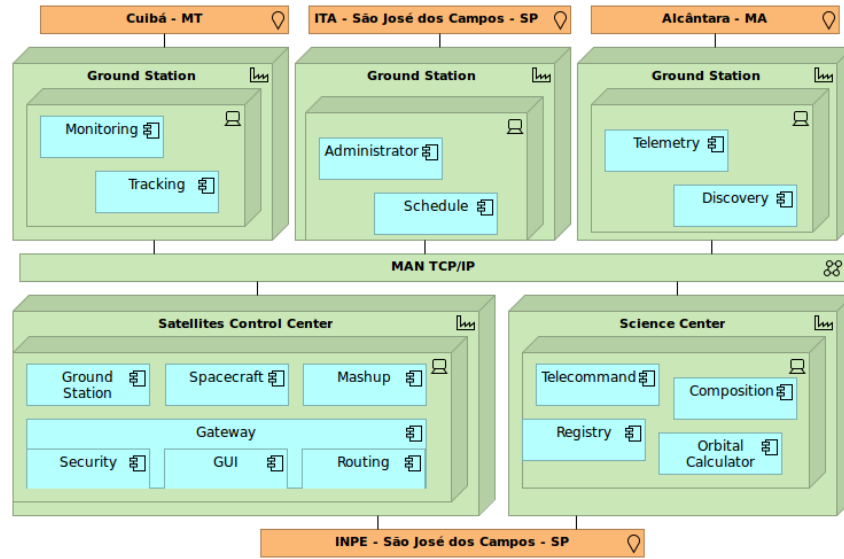 Cuibá - MT
ITA - São José dos Campos - SP
Alcântara - MA
Ground Station
Ground Station
Ground Station
Monitoring
Tracking
Administrator
Schedule
Telemetry
Discovery
MAN TCP/IP
Satellites Control Center
Science Center
Ground
Station
Spacecraft
Mashup
Gateway
Security
GUI
Routing
Telecommand
Composition
Registry
Orbital
Calculator
INPE - São José dos Campos - SP